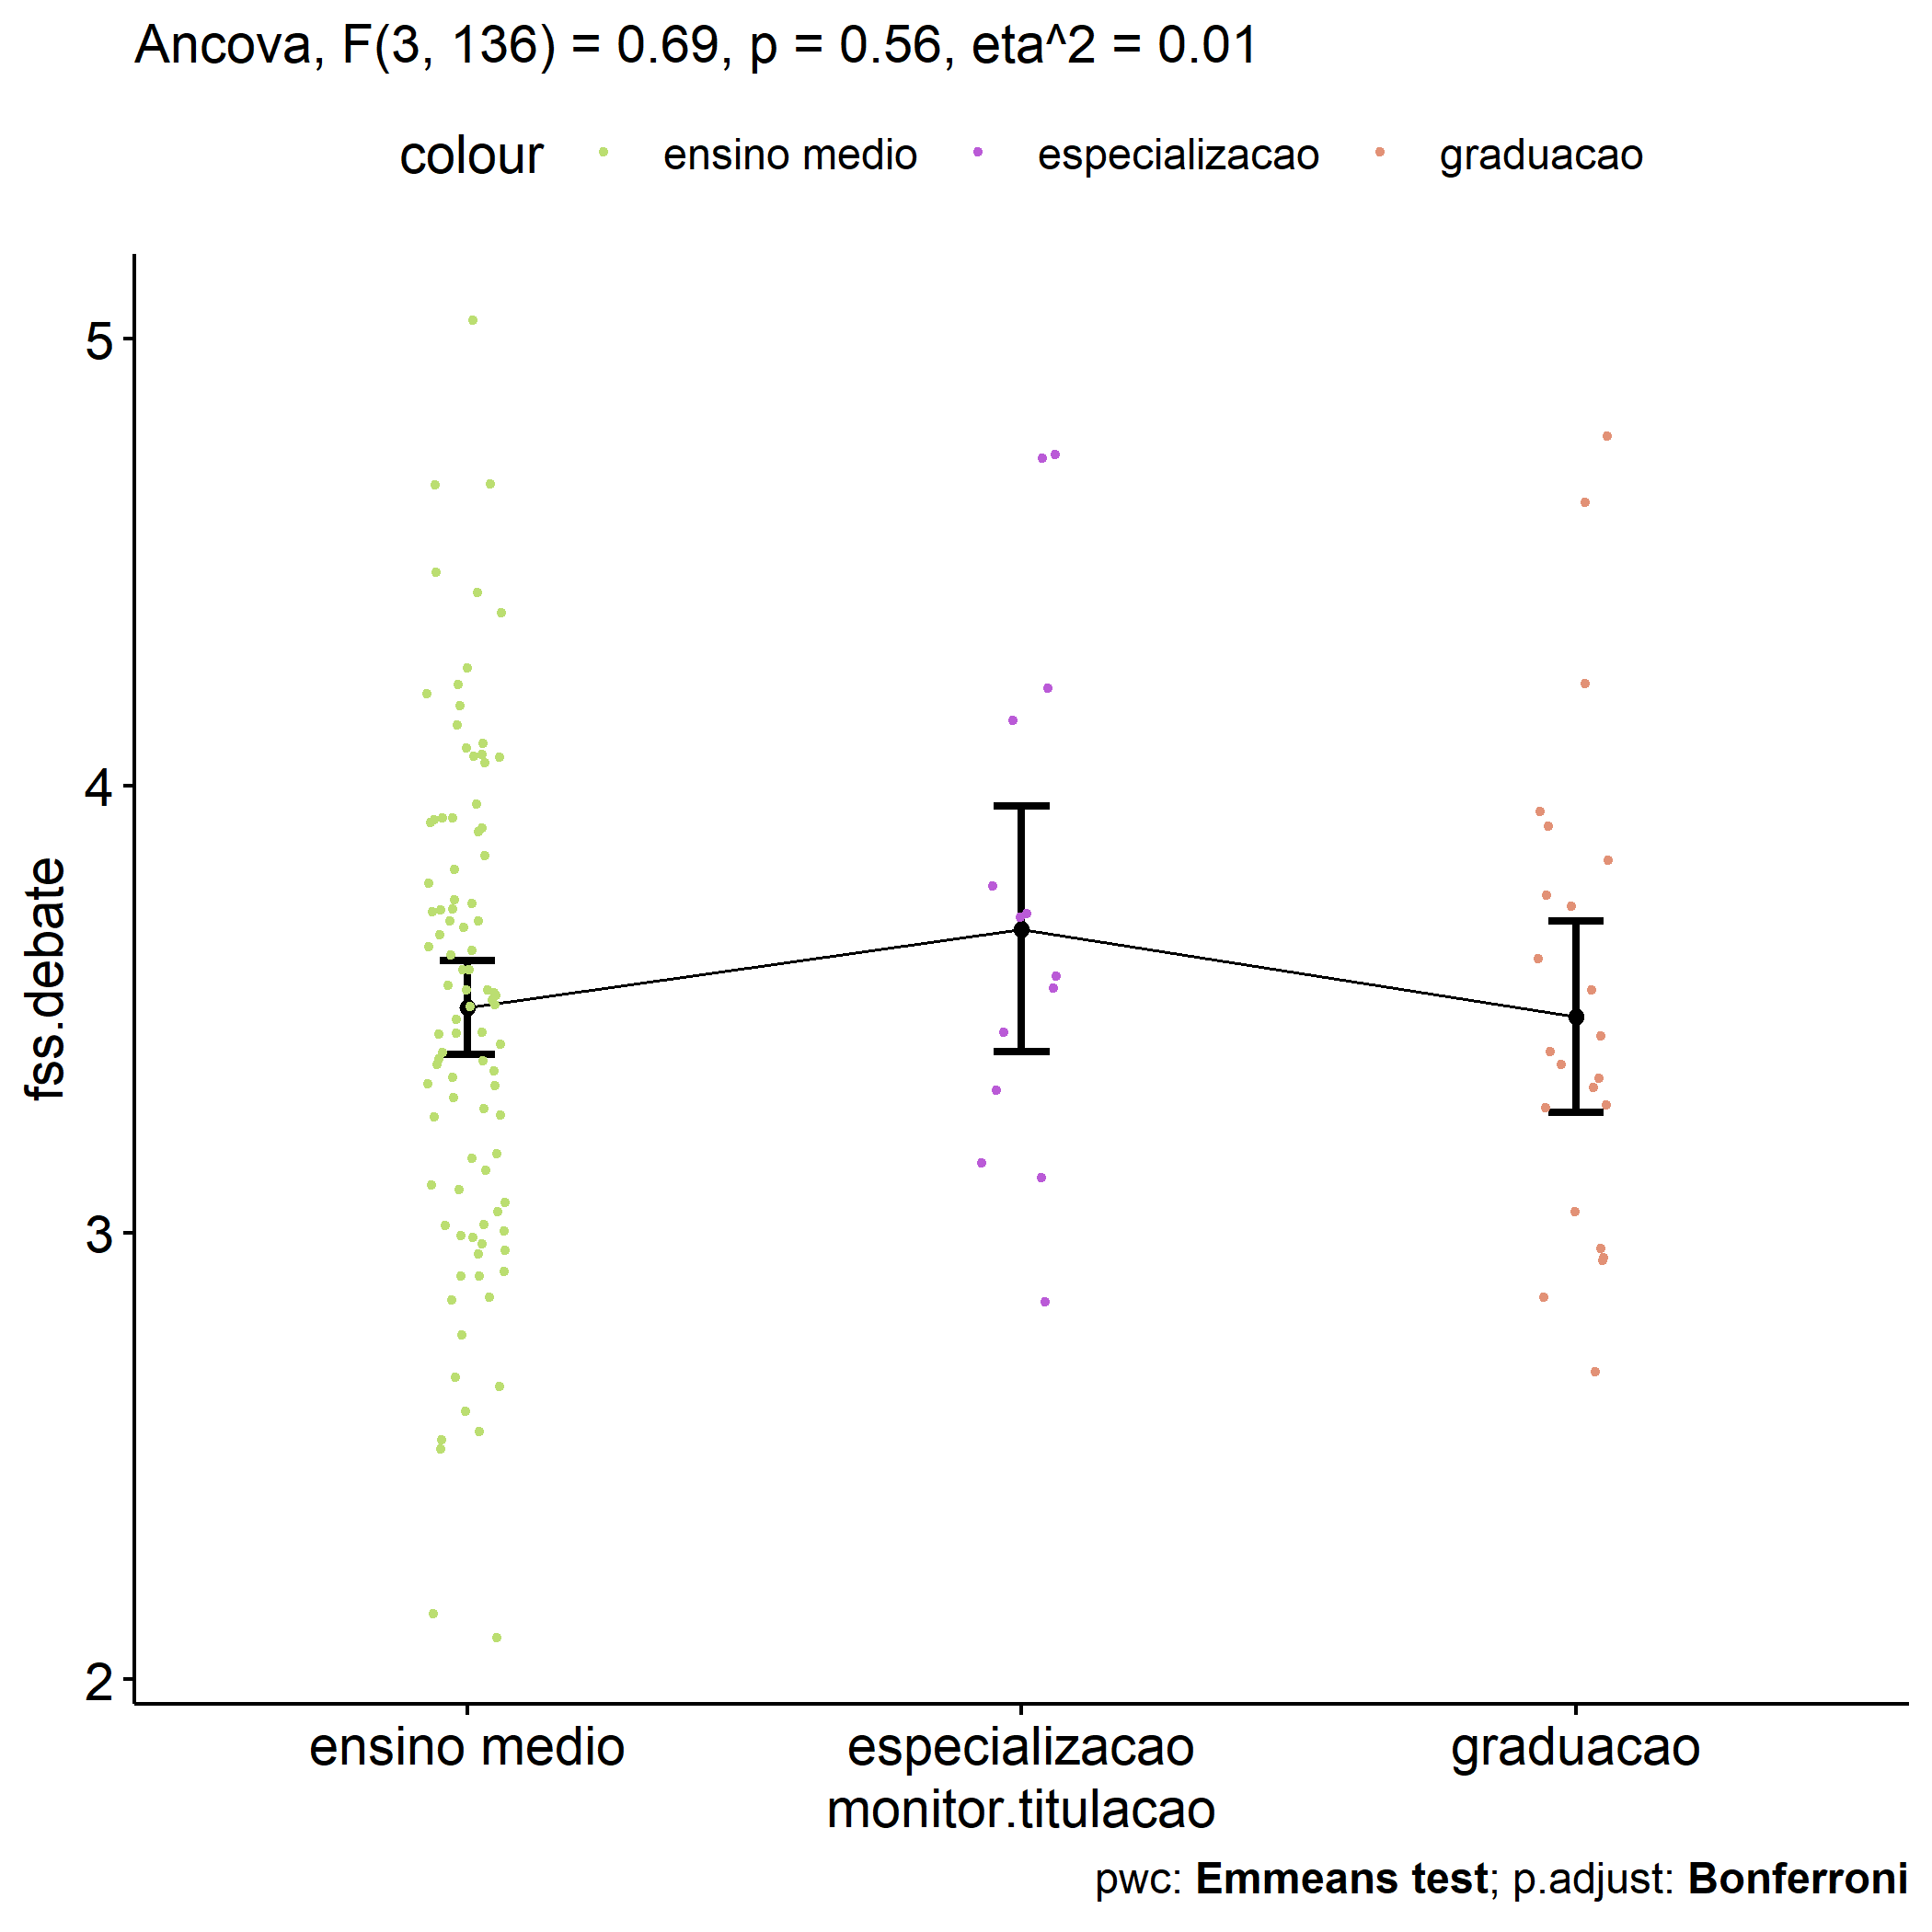 Ancova, F(3, 136) = 0.69, p = 0.56, eta^2 = 0.01
colour ensino medio especializacao graduacao
5
4
3
2
fss.debate
ensino medio especializacao graduacao
monitor.titulacao
pwc: Emmeans test; p.adjust: Bonferroni